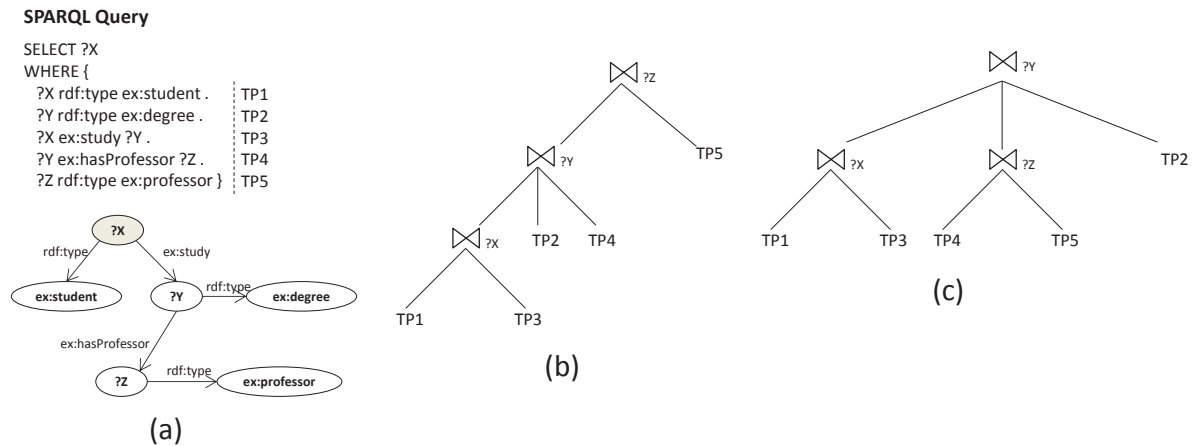 SPARQL Query
SELECT ?X
WHERE {
?X rdf:type ex:student . TP1
?Y rdf:type ex:degree . TP2
?X ex:study ?Y . TP3
?Y ex:hasProfessor ?Z . TP4
?Z rdf:type ex:professor } TP5
?X
rdf:type ex:study
ex:student ?Y rdf:type ex:degree
ex:hasProfessor
?Z rdf:type ex:professor
(a)
?Z
?Y TP5
?X TP2 TP4
TP1 TP3
(b)
?Y
?X ?Z TP2
TP1 TP3 TP4 TP5
(c)